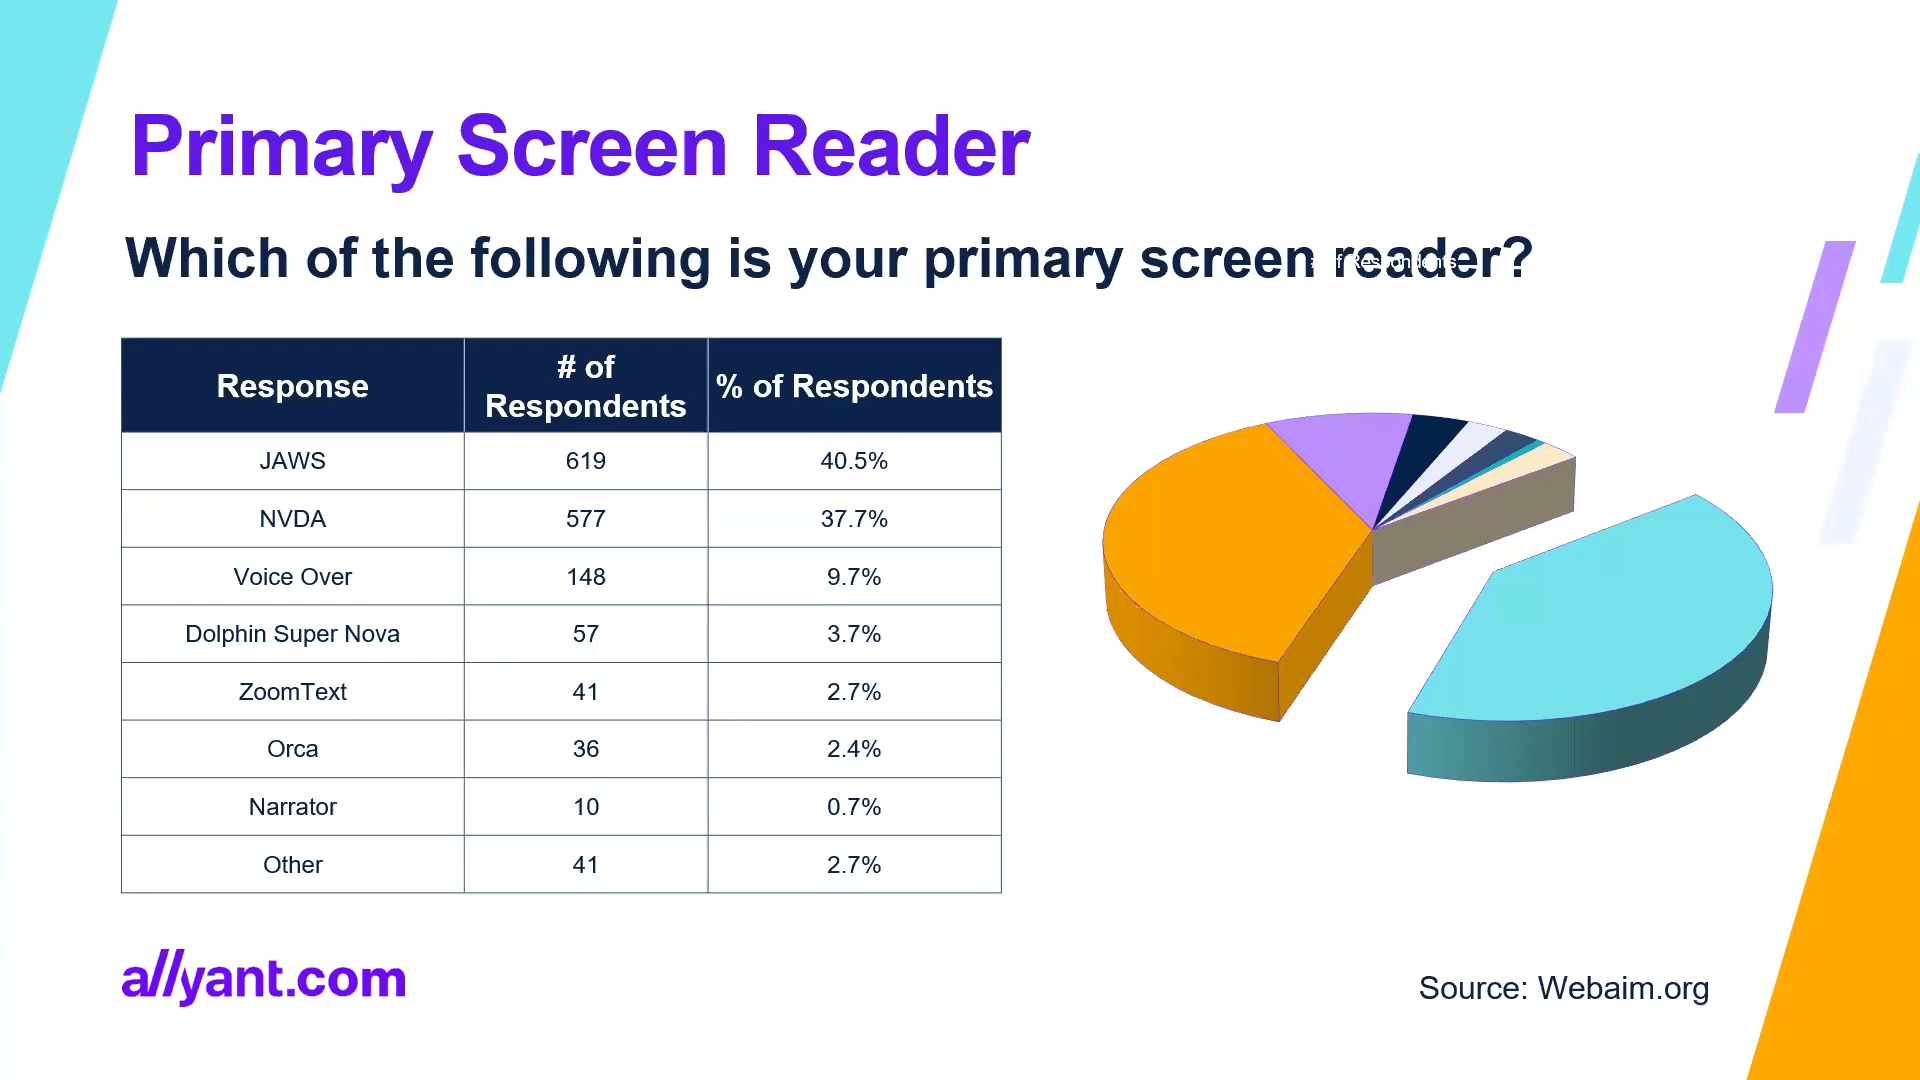 Primary Screen Reader
Which of the following is your primary screen reader?
# of Respondents
Response
# of
Respondents
% of Respondents
JAWS 619 40.5%
NVDA 577 37.7%
Voice Over 148 9.7%
Dolphin Super Nova 57 3.7%
ZoomText 41 2.7%
Orca 36 2.4%
Narrator 10 0.7%
Other 41 2.7%
allyant.com
Source: Webaim.org